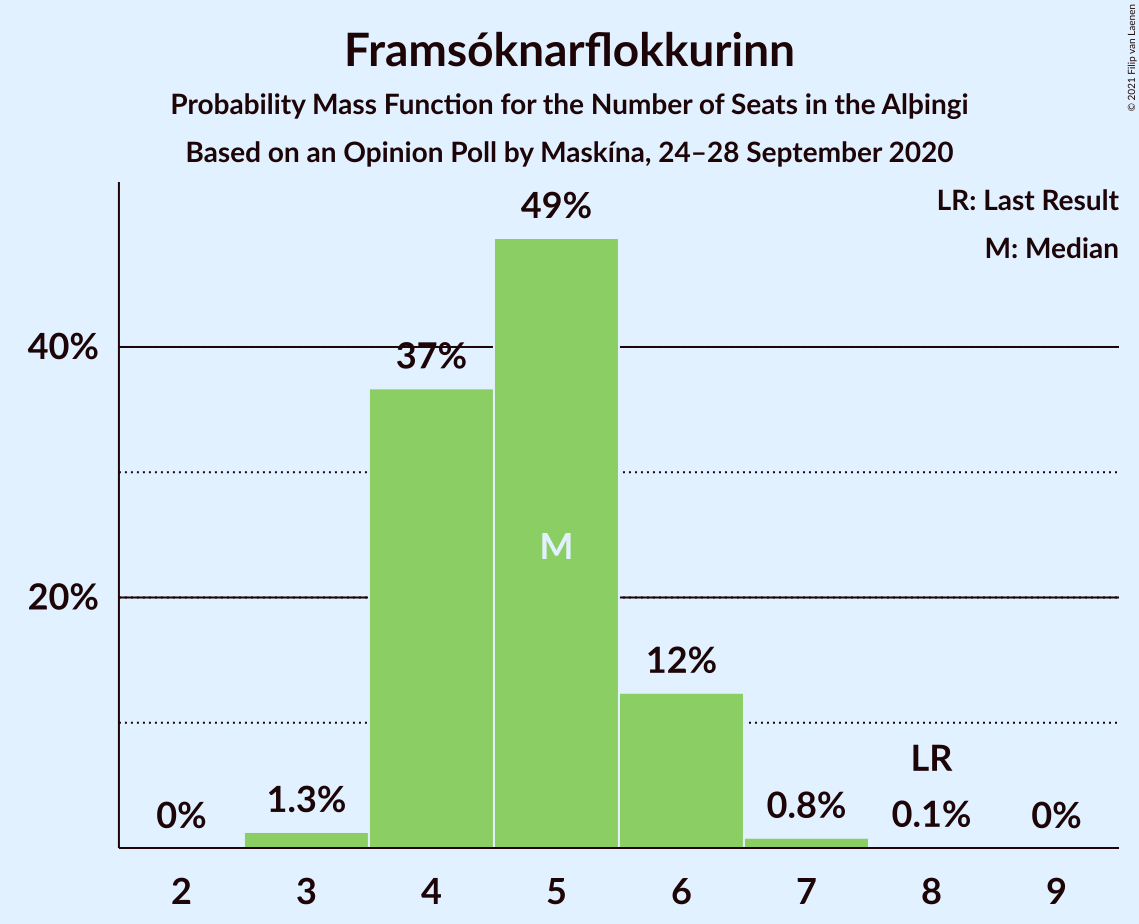 Framsóknarflokkurinn
Probability Mass Function for the Number of Seats in the Alþingi
Based on an Opinion Poll by Maskína, 24–28 September 2020
© 2021 Filip van Laenen
LR: Last Result
M: Median
49%
40%
37%
M
20%
12%
LR
0%
1.3%
0.8%
0.1%
0%
2 3 4 5 6 7 8 9